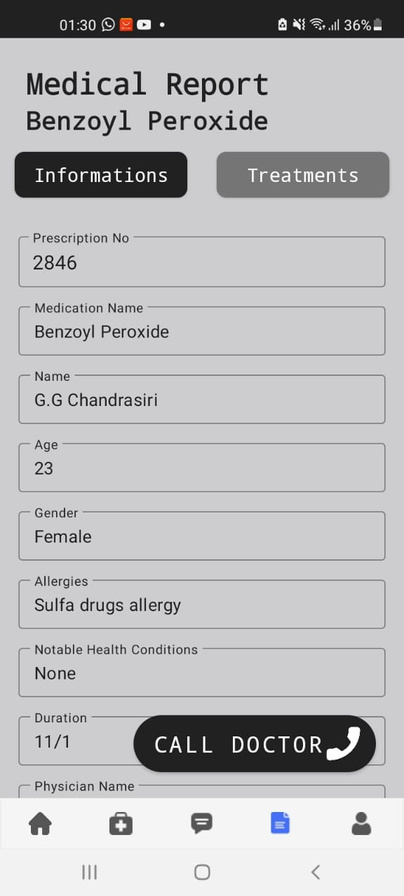 01:30
36%
Medical Report
Benzoyl Peroxide
Informations Treatments
Prescription No
2846
Medication Name
Benzoyl Peroxide
Name
G.G Chandrasiri
Age
23
Gender
Female
Allergies
Sulfa drugs allergy
Notable Health Conditions
None
Duration
11/1
CALL DOCTOR
Physician Name